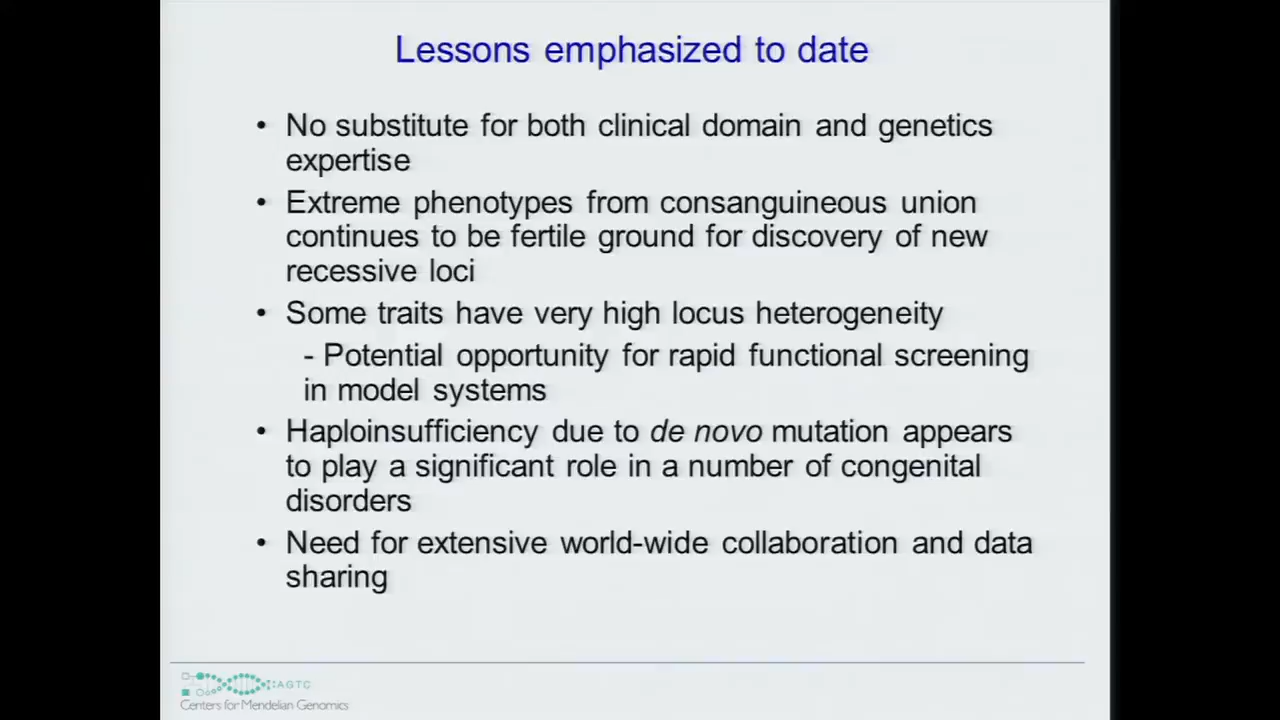 Lessons emphasized to date
• No substitute for both clinical domain and genetics
expertise
• Extreme phenotypes from consanguineous union
continues to be fertile ground for discovery of new
recessive loci
• Some traits have very high locus heterogeneity
- Potential opportunity for rapid functional screening
in model systems
• Haploinsufficiency due to de novo mutation appears
to play a significant role in a number of congenital
disorders
• Need for extensive world-wide collaboration and data
sharing
AGTC
Centers for Mendelian Genomics